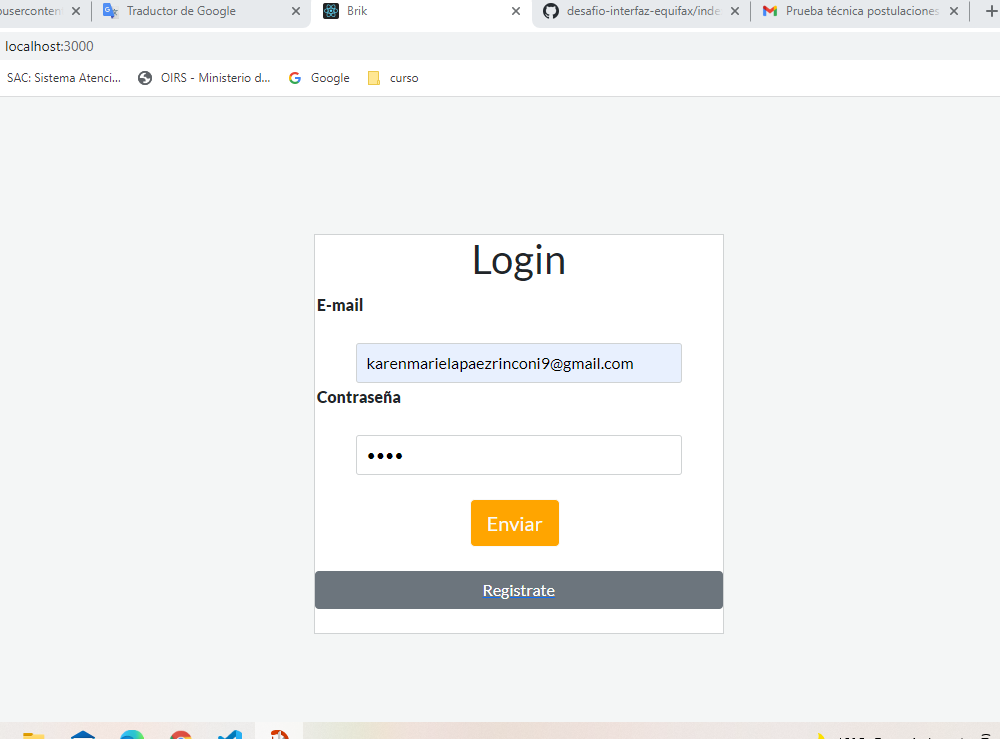 usercontent
Traductor de Google
Brik
desafio-interfaz-equifax/inde
Prueba técnica postulaciones
localhost:3000
SAC: Sistema Atenci...
OIRS - Ministerio d...
Google
curso
Login
E-mail
karenmarielapaezrinconi9@gmail.com
Contraseña
Enviar
Registrate